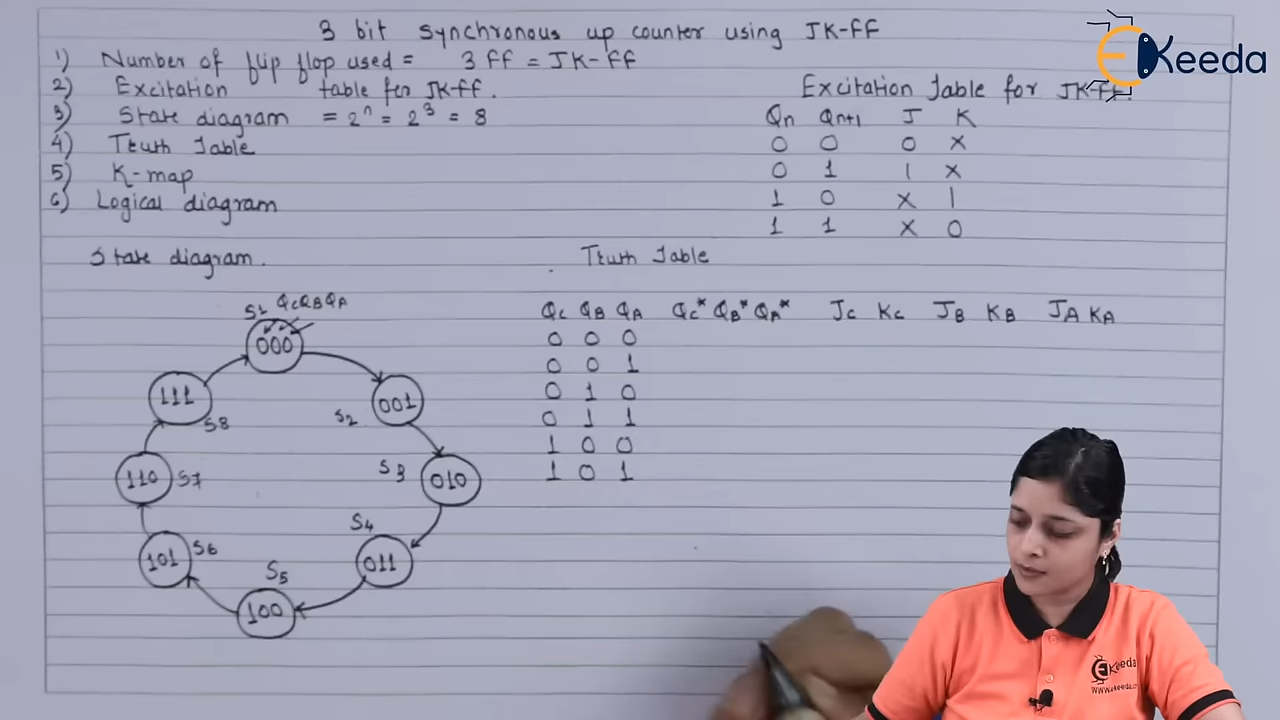 3 bit synchronous up counter using JK-FF
EKeeda
1) Number of flip flop used = 3 FF = JK-FF
2) Excitation table for JK-ff.
3) State diagram = 2^n = 2^3 = 8
4) Truth Table
5) K-map
6) Logical diagram
Excitation Table for JK-FF.
Qn Qn+1 J K
0 0 0 X
0 1 1 X
1 0 X 1
1 1 X 0
State diagram.
S1 QCQBQA
000
111
S8
001
S2
110 S7
S3 010
101 S6
S4
011
S5
100
Truth Table
QC QB QA QC* QB* QA* JC KC JB KB JA KA
0 0 0
0 0 1
0 1 0
0 1 1
1 0 0
1 0 1
EKeeda